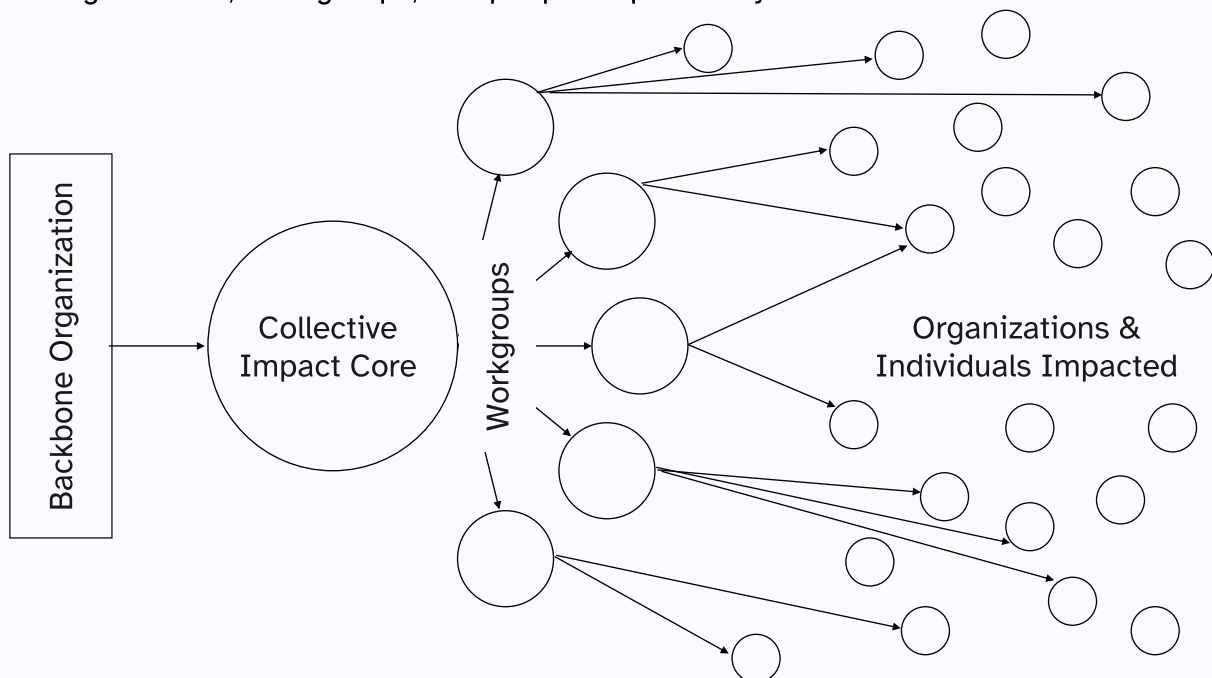 Backbone Organization
Collective
Impact Core
Workgroups
Organizations &
Individuals Impacted